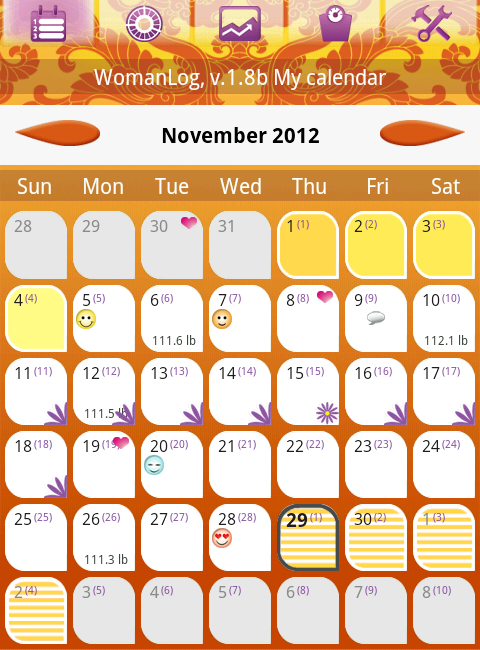 WomanLog, v.1.8b My calendar
November 2012
Sun Mon Tue Wed Thu Fri Sat
28 29 30 31 1 (1) 2 (2) 3 (3)
4 (4) 5 (5) 6 (6) 7 (7) 8 (8) 9 (9) 10 (10)
111.6 lb 112.1 lb
11 (11) 12 (12) 13 (13) 14 (14) 15 (15) 16 (16) 17 (17)
111.5 lb
18 (18) 19 (19) 20 (20) 21 (21) 22 (22) 23 (23) 24 (24)
25 (25) 26 (26) 27 (27) 28 (28) 29 (1) 30 (2) 1 (3)
111.3 lb
2 (4) 3 (5) 4 (6) 5 (7) 6 (8) 7 (9) 8 (10)